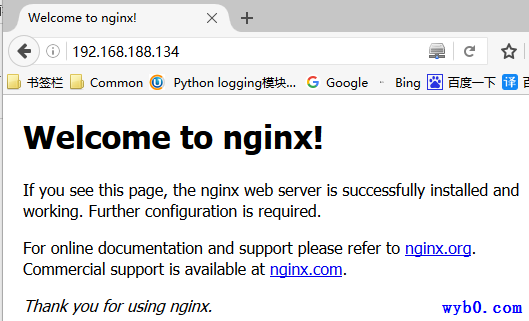 Welcome to nginx!
192.168.188.134
书签栏 Common Python logging模块... Google Bing 百度一下 译
Welcome to nginx!
If you see this page, the nginx web server is successfully installed and
working. Further configuration is required.
For online documentation and support please refer to nginx.org.
Commercial support is available at nginx.com.
Thank you for using nginx.
wyb0.com